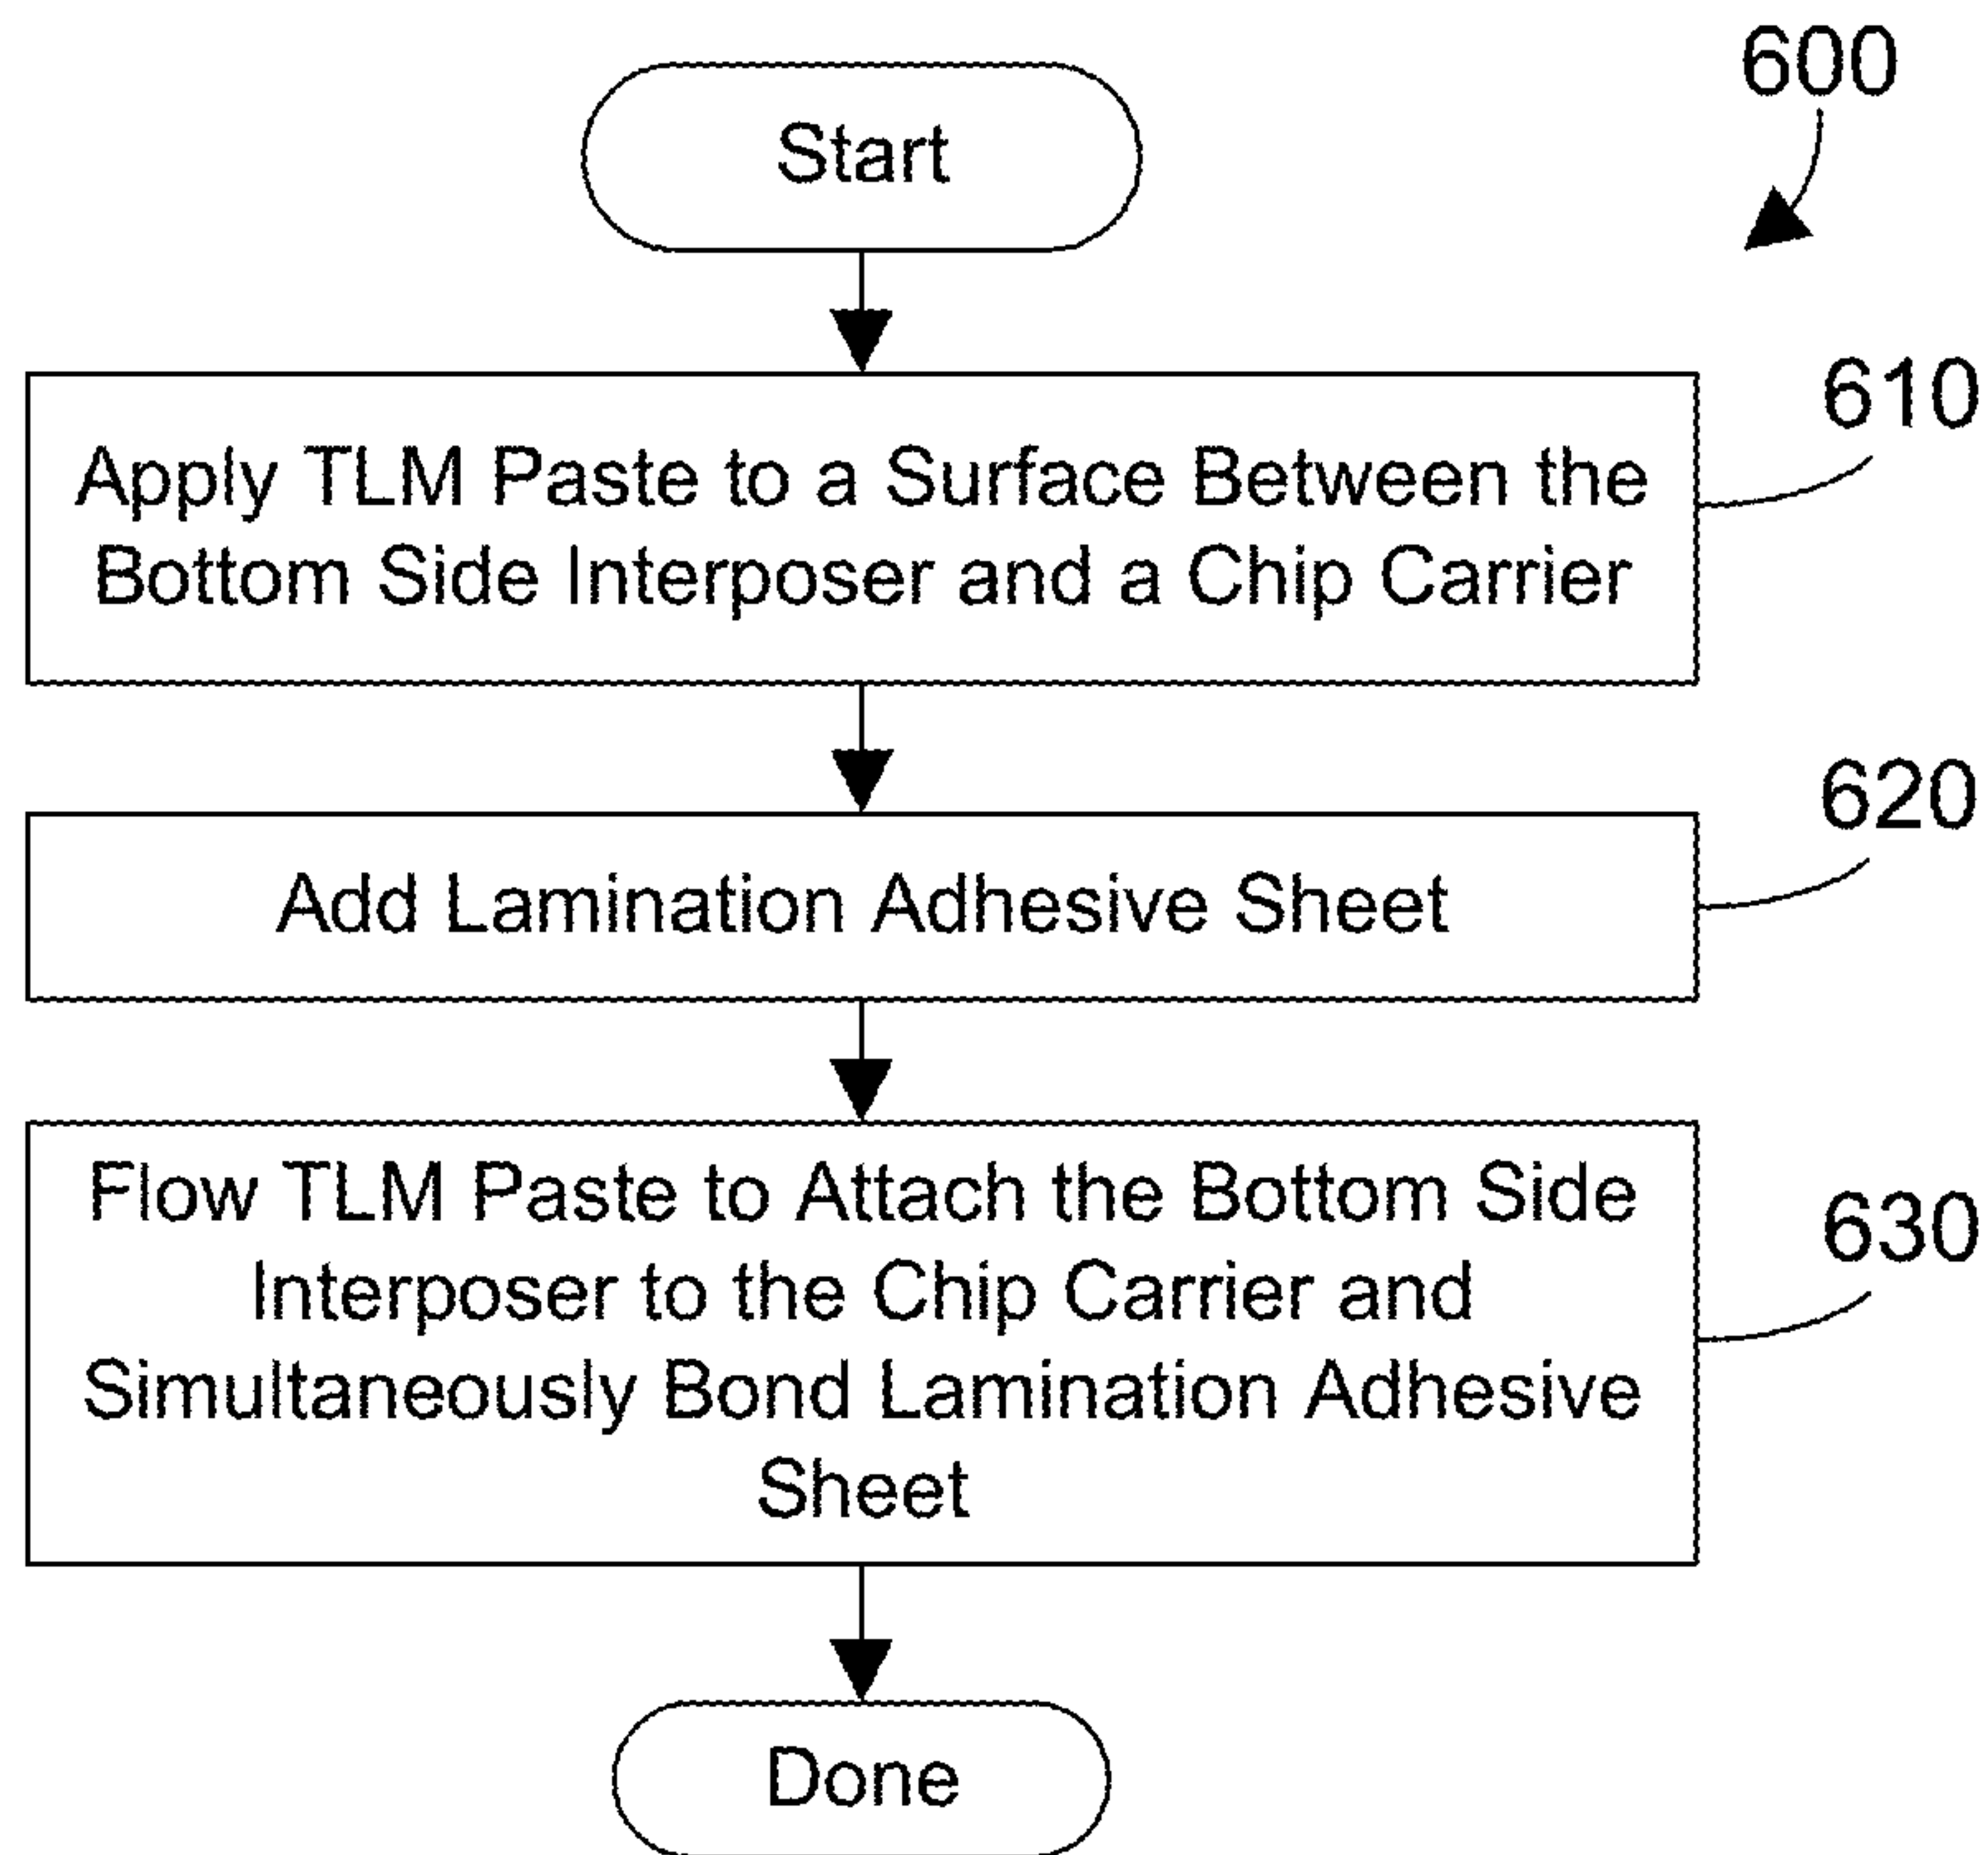 600
Start
610
Apply TLM Paste to a Surface Between the
Bottom Side Interposer and a Chip Carrier
620
Add Lamination Adhesive Sheet
630
Flow TLM Paste to Attach the Bottom Side
Interposer to the Chip Carrier and
Simultaneously Bond Lamination Adhesive
Sheet
Done